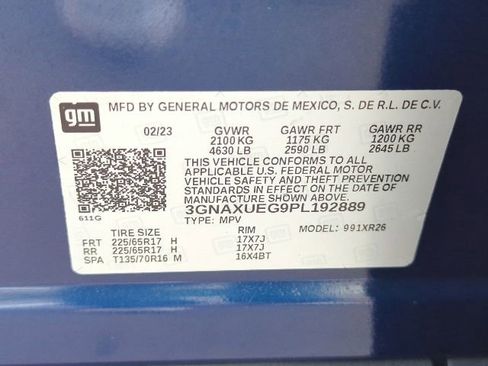 gm
MFD BY GENERAL MOTORS DE MEXICO, S. DE R.L. DE C.V.
02/23 GVWR GAWR FRT GAWR RR
2100 KG 1175 KG 1200 KG
4630 LB 2590 LB 2645 LB
THIS VEHICLE CONFORMS TO ALL
APPLICABLE U.S. FEDERAL MOTOR
VEHICLE SAFETY AND THEFT PREVENTION
STANDARDS IN EFFECT ON THE DATE OF
MANUFACTURE SHOWN ABOVE.
3GNAXUEG9PL192889
611G
TYPE: MPV
TIRE SIZE RIM MODEL: 991XR26
FRT 225/65R17 H 17X7J
RR 225/65R17 H 17X7J
SPA T135/70R16 M 16X4BT